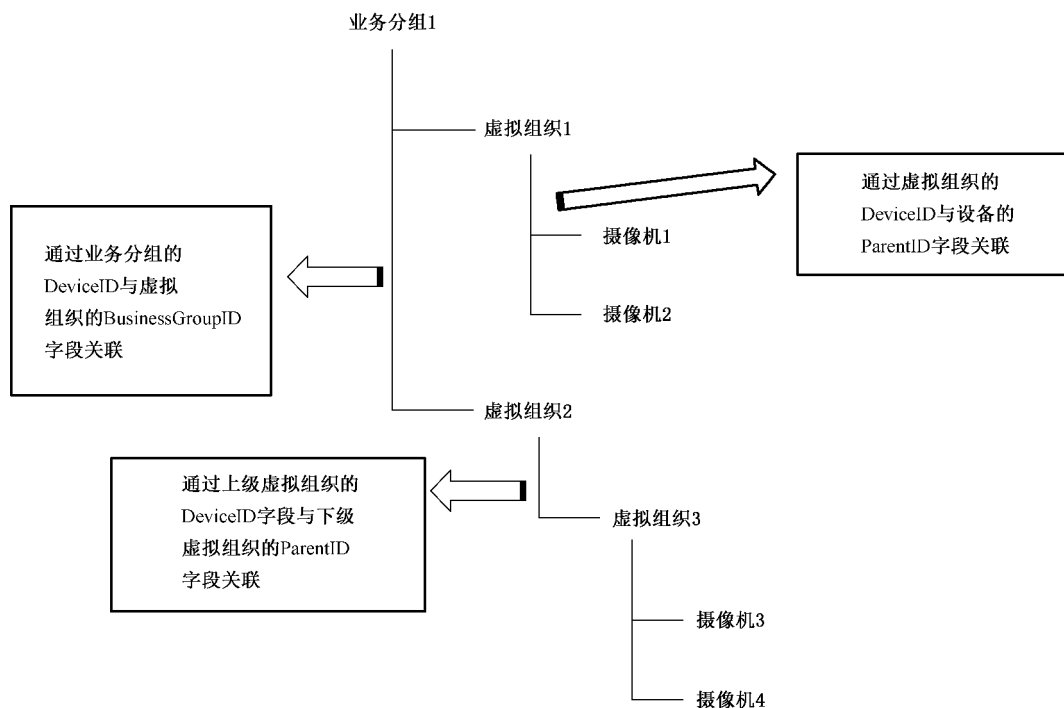 业务分组1
虚拟组织1
通过虚拟组织的
DeviceID与设备的
ParentID字段关联
摄像机1
摄像机2
通过业务分组的
DeviceID与虚拟
组织的BusinessGroupID
字段关联
虚拟组织2
通过上级虚拟组织的
DeviceID字段与下级
虚拟组织的ParentID
字段关联
虚拟组织3
摄像机3
摄像机4